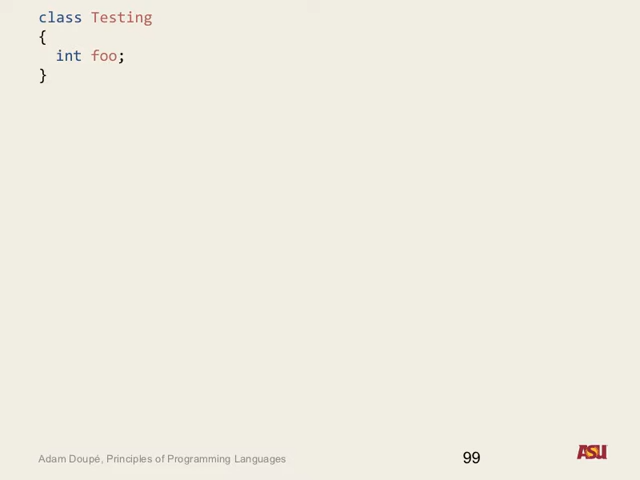 class Testing
{
  int foo;
}
Adam Doupé, Principles of Programming Languages
99
ASU